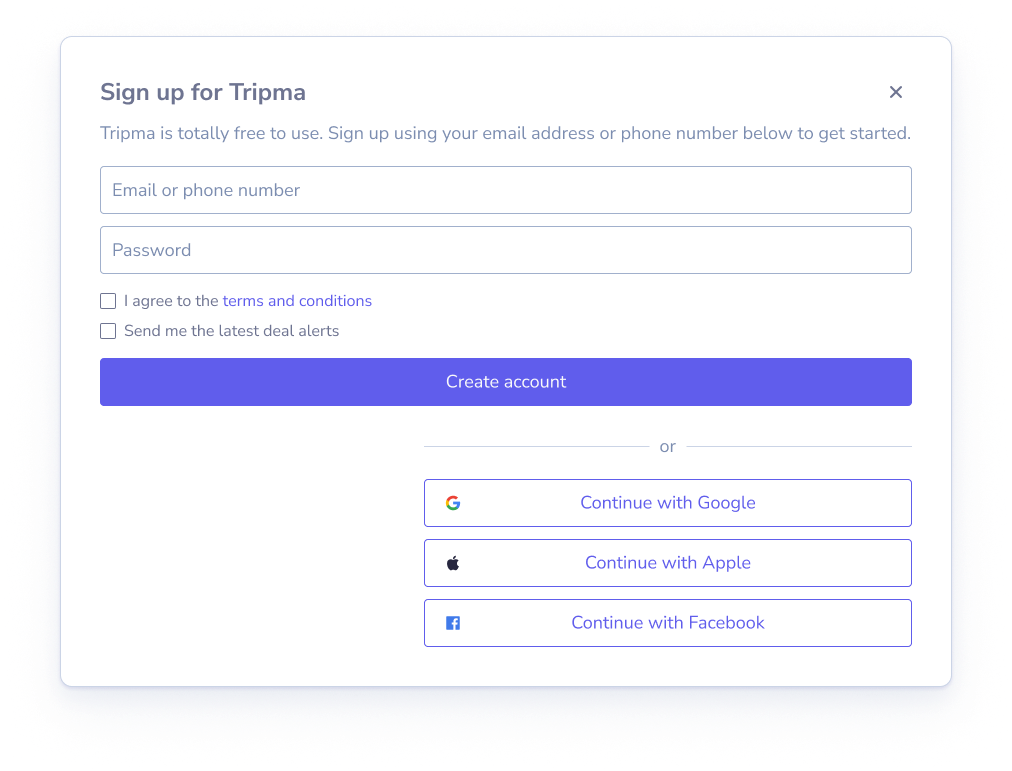 Sign up for Tripma
Tripma is totally free to use. Sign up using your email address or phone number below to get started.
Email or phone number
Password
I agree to the terms and conditions
Send me the latest deal alerts
Create account
or
Continue with Google
Continue with Apple
Continue with Facebook